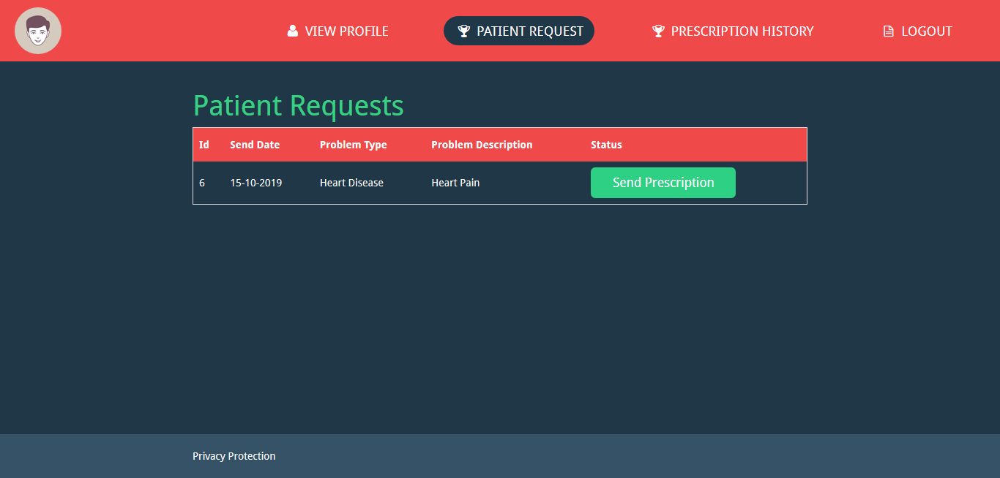 VIEW PROFILE PATIENT REQUEST PRESCRIPTION HISTORY LOGOUT
Patient Requests
Id Send Date Problem Type Problem Description Status
6 15-10-2019 Heart Disease Heart Pain Send Prescription
Privacy Protection